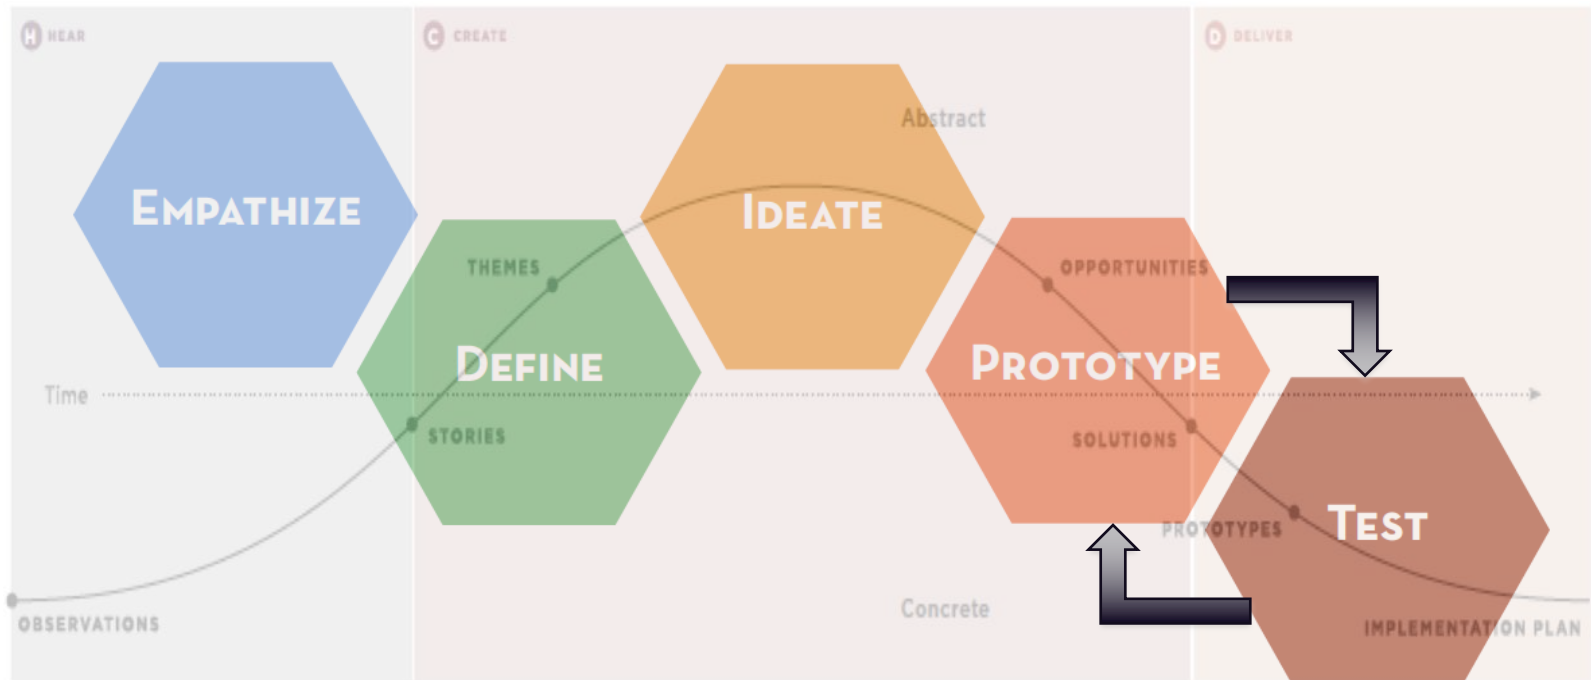 H HEAR
C CREATE
D DELIVER
Abstract
EMPATHIZE
IDEATE
THEMES
OPPORTUNITIES
DEFINE
PROTOTYPE
Time
STORIES
SOLUTIONS
PROTOTYPES
TEST
Concrete
OBSERVATIONS
IMPLEMENTATION PLAN